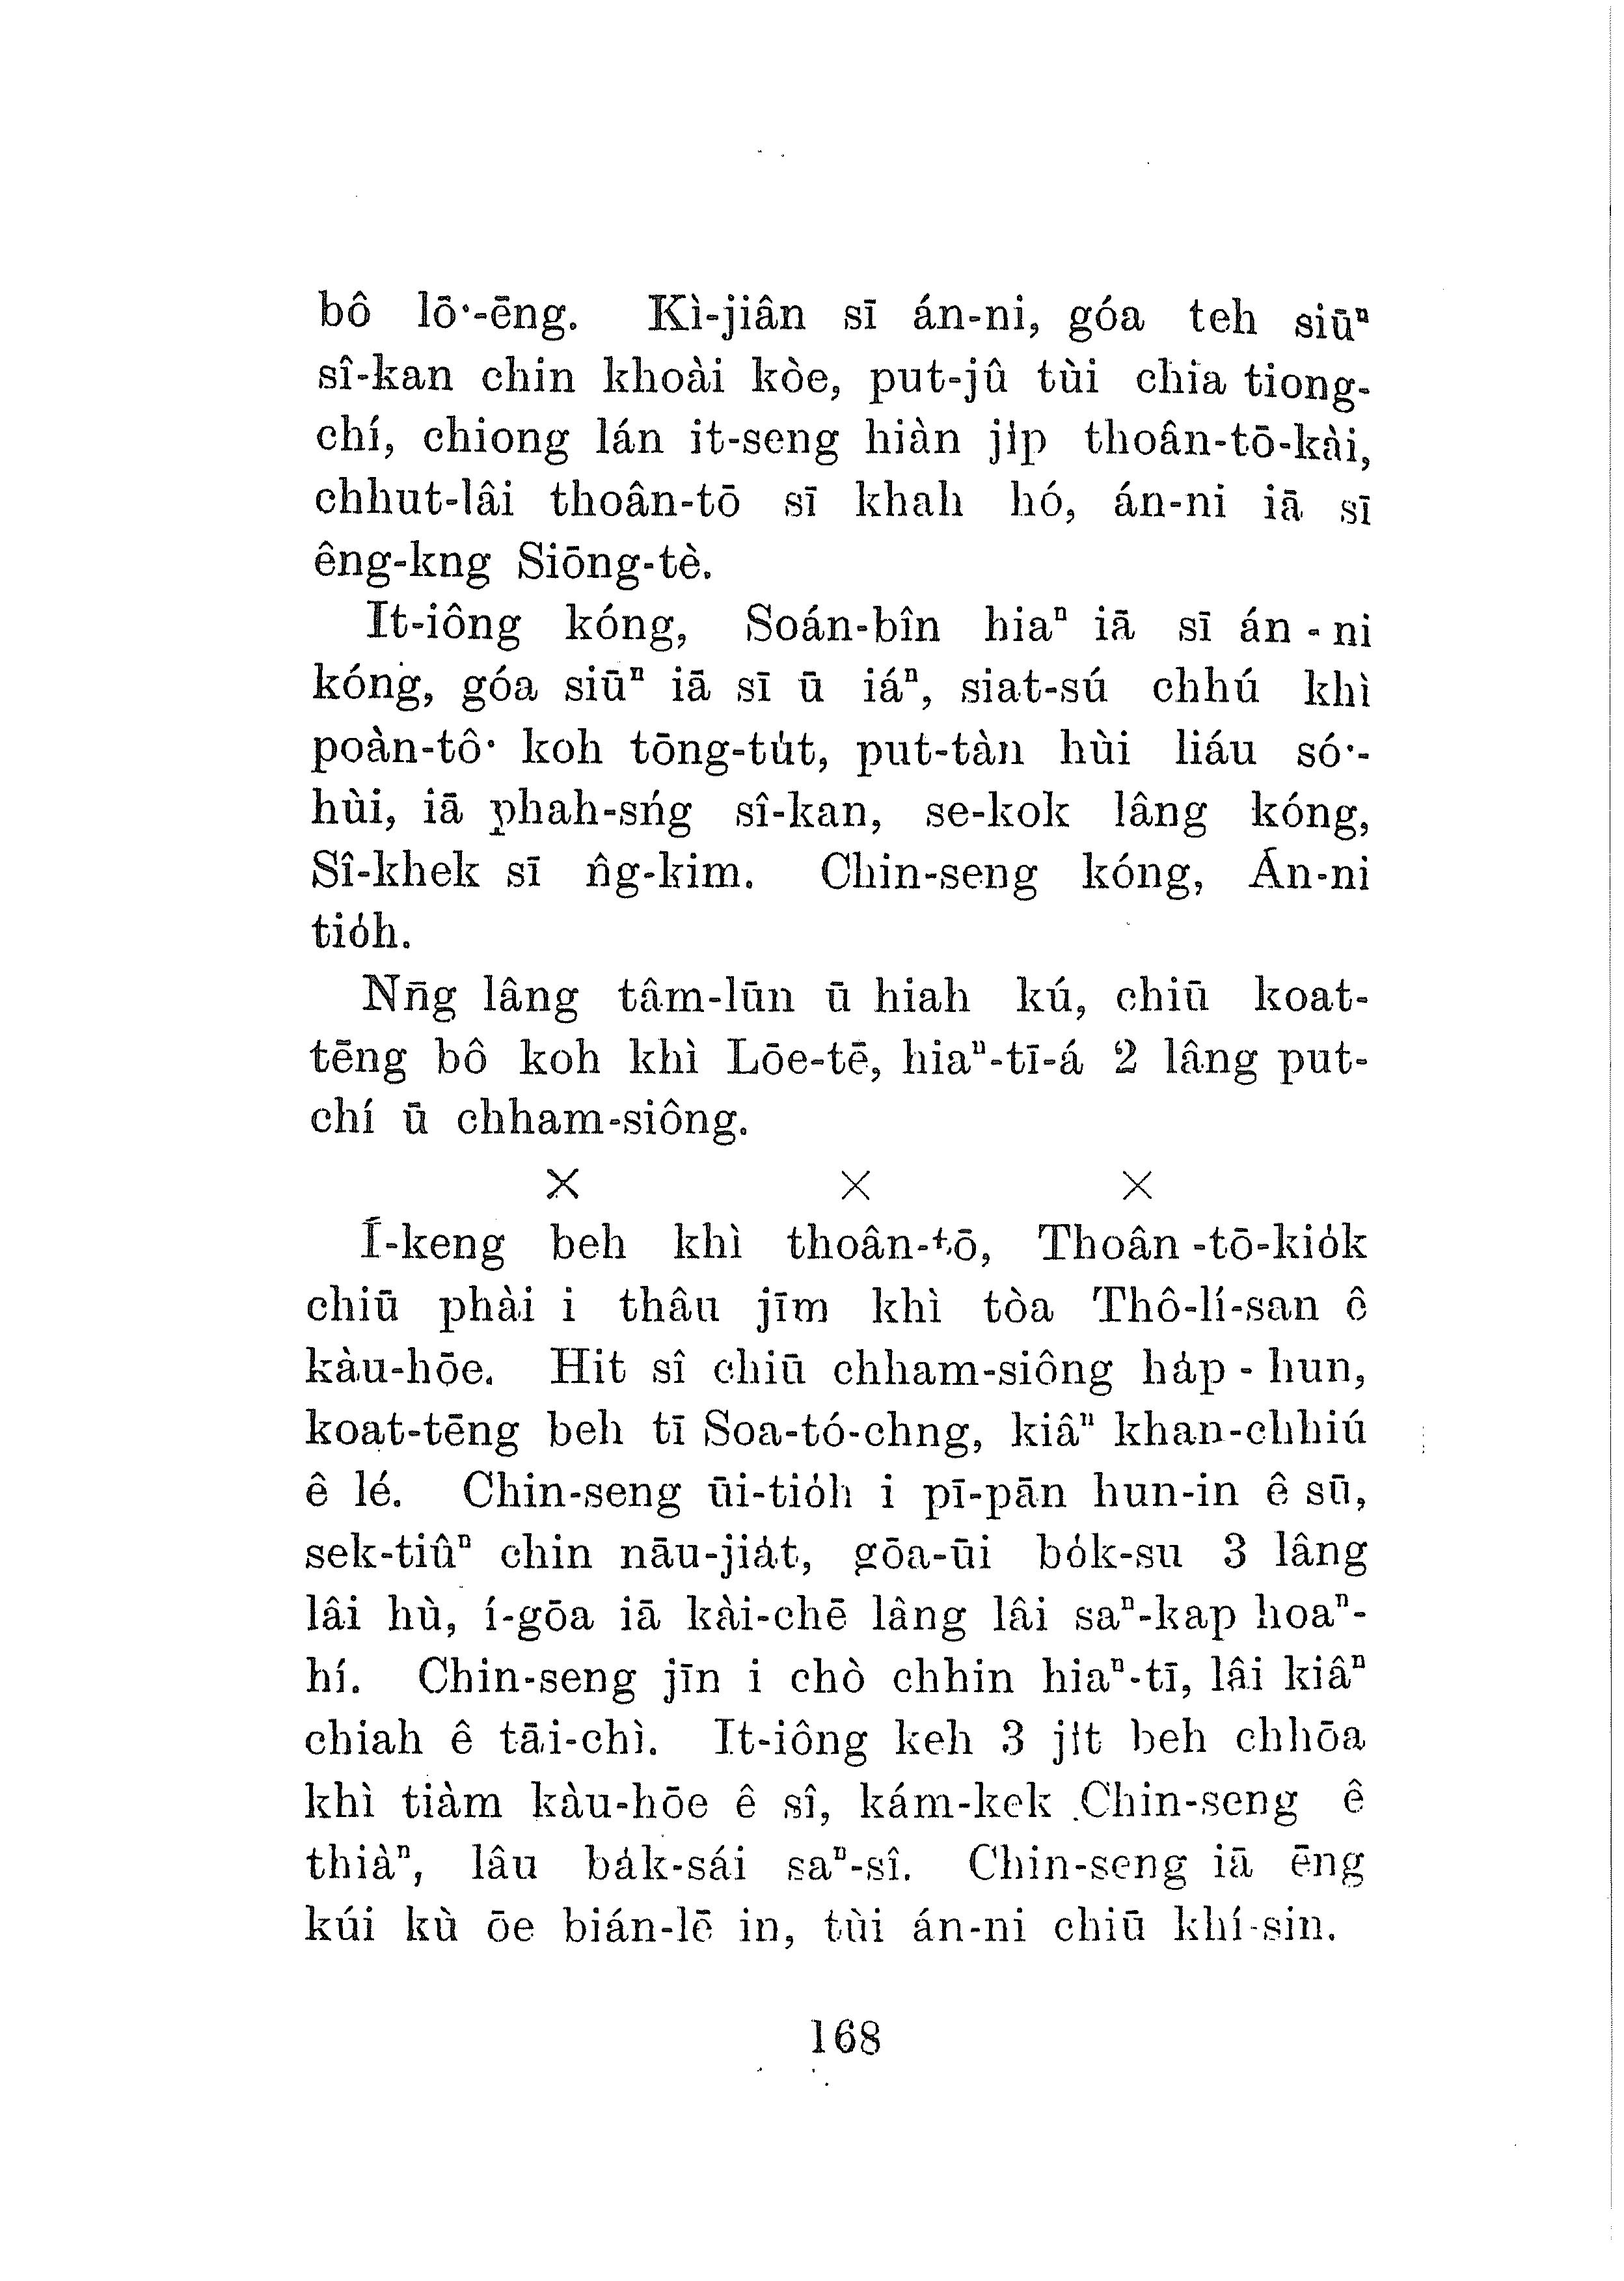 bô lō͘-ēng. Kì-jiân sī án-ni, góa teh siūⁿ
sî-kan chin khoài kòe, put-jû tùi chia tiong-
chí, chiong lán it-seng hiàn ji̍p thoân-tō-kài,
chhut-lâi thoân-tō sī khah hó, án-ni iā sī
êng-kng Siōng-tè.
It-iông kóng, Soán-bîn hiaⁿ iā sī án-ni
kóng, góa siūⁿ iā sī ū iáⁿ, siat-sú chhú khì
poàn-tô͘ koh tōng-tu̍t, put-tàn hùi liáu só͘-
hùi, iā phah-sńg sî-kan, se-kok lâng kóng,
Sî-khek sī n̂g-kim. Chin-seng kóng, Án-ni
tio̍h.
Nn̄g lâng tâm-lūn ū hiah kú, chiū koat-
tēng bô koh khì Lōe-tē, hiaⁿ-tī-á 2 lâng put-
chí ū chham-siông.
× × ×
Í-keng beh khì thoân-tō, Thoân-tō-kio̍k
chiū phài i thâu jīm khì tòa Thô-lí-san ê
kàu-hōe. Hit sî chiū chham-siông ha̍p-hun,
koat-tēng beh tī Soa-tó-chng, kiâⁿ khan-chhiú
ê lé. Chin-seng ūi-tio̍h i pī-pān hun-in ê sū,
sek-tiûⁿ chin nāu-jia̍t, gōa-ūi bo̍k-su 3 lâng
lâi hù, í-gōa iā kài-chē lâng lâi saⁿ-kap hoaⁿ-
hí. Chin-seng jīn i chò chhin hiaⁿ-tī, lâi kiâⁿ
chiah ê tāi-chì. It-iông keh 3 ji̍t beh chhōa
khì tiàm kàu-hōe ê sî, kám-kek Chin-seng ê
thiàⁿ, lâu ba̍k-sái saⁿ-sî. Chin-seng iā ēng
kúi kù ōe bián-lē in, tùi án-ni chiū khí-sin.
168